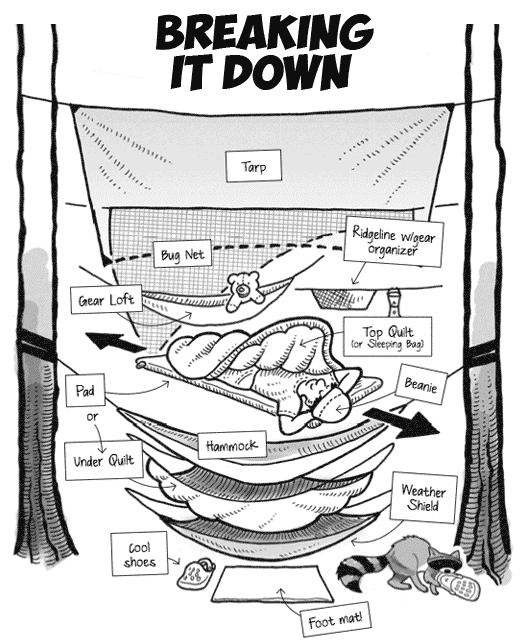 BREAKING
IT DOWN
Tarp
Ridgeline w/gear
organizer
Bug Net
Gear Loft
Top Quilt
(or Sleeping Bag)
Beanie
Pad
or
Under Quilt
Hammock
Weather
Shield
Cool
shoes
Foot mat!